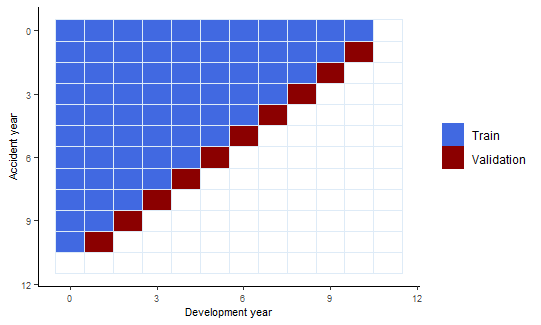 0
3
6
9
12
Accident year
0 3 6 9 12
Development year
Train
Validation